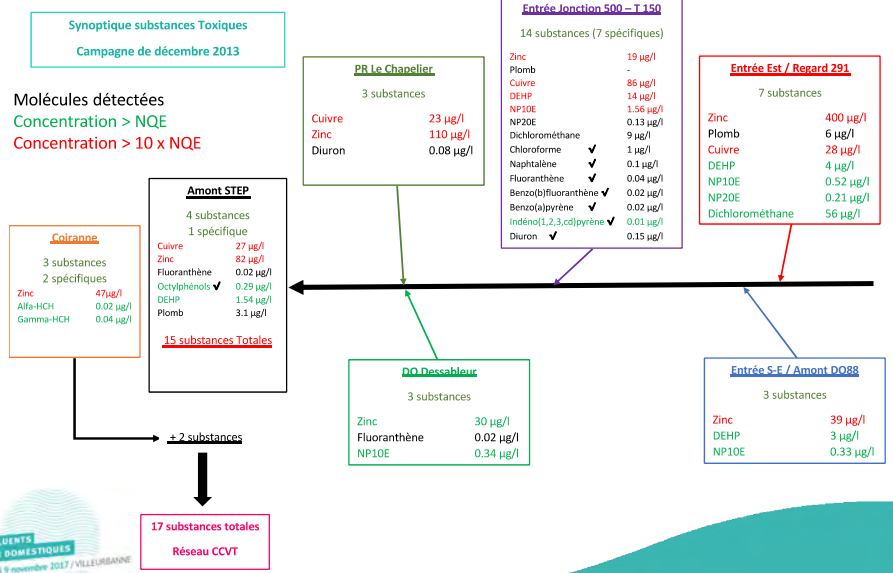 Synoptique substances Toxiques
Campagne de décembre 2013
Molécules détectées
Concentration > NQE
Concentration > 10 x NQE
Coiranne
3 substances
2 spécifiques
Zinc 47µg/l
Alfa-HCH 0.02 µg/l
Gamma-HCH 0.04 µg/l
Amont STEP
4 substances
1 spécifique
Cuivre 27 µg/l
Zinc 82 µg/l
Fluoranthène 0.02 µg/l
Octylphénols ✔ 0.29 µg/l
DEHP 1.54 µg/l
Plomb 3.1 µg/l
15 substances Totales
PR Le Chapelier
3 substances
Cuivre 23 µg/l
Zinc 110 µg/l
Diuron 0.08 µg/l
Entrée Jonction 500 – T 150
14 substances (7 spécifiques)
Zinc 19 µg/l
Plomb -
Cuivre 86 µg/l
DEHP 14 µg/l
NP10E 1.56 µg/l
NP20E 0.13 µg/l
Dichlorométhane 9 µg/l
Chloroforme ✔ 1 µg/l
Naphtalène ✔ 0.1 µg/l
Fluoranthène ✔ 0.04 µg/l
Benzo(b)fluoranthène ✔ 0.02 µg/l
Benzo(a)pyrène ✔ 0.02 µg/l
Indéno(1,2,3,cd)pyrène ✔ 0.01 µg/l
Diuron ✔ 0.15 µg/l
Entrée Est / Regard 291
7 substances
Zinc 400 µg/l
Plomb 6 µg/l
Cuivre 28 µg/l
DEHP 4 µg/l
NP10E 0.52 µg/l
NP20E 0.21 µg/l
Dichlorométhane 56 µg/l
DO Dessableur
3 substances
Zinc 30 µg/l
Fluoranthène 0.02 µg/l
NP10E 0.34 µg/l
Entrée S-E / Amont DO88
3 substances
Zinc 39 µg/l
DEHP 3 µg/l
NP10E 0.33 µg/l
+ 2 substances
17 substances totales
Réseau CCVT
LUENTS
DOMESTIQUES
9 novembre 2017 / VILLEURBANNE